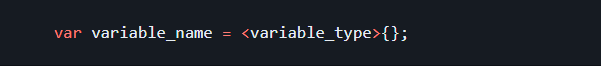 var variable_name = <variable_type>{};